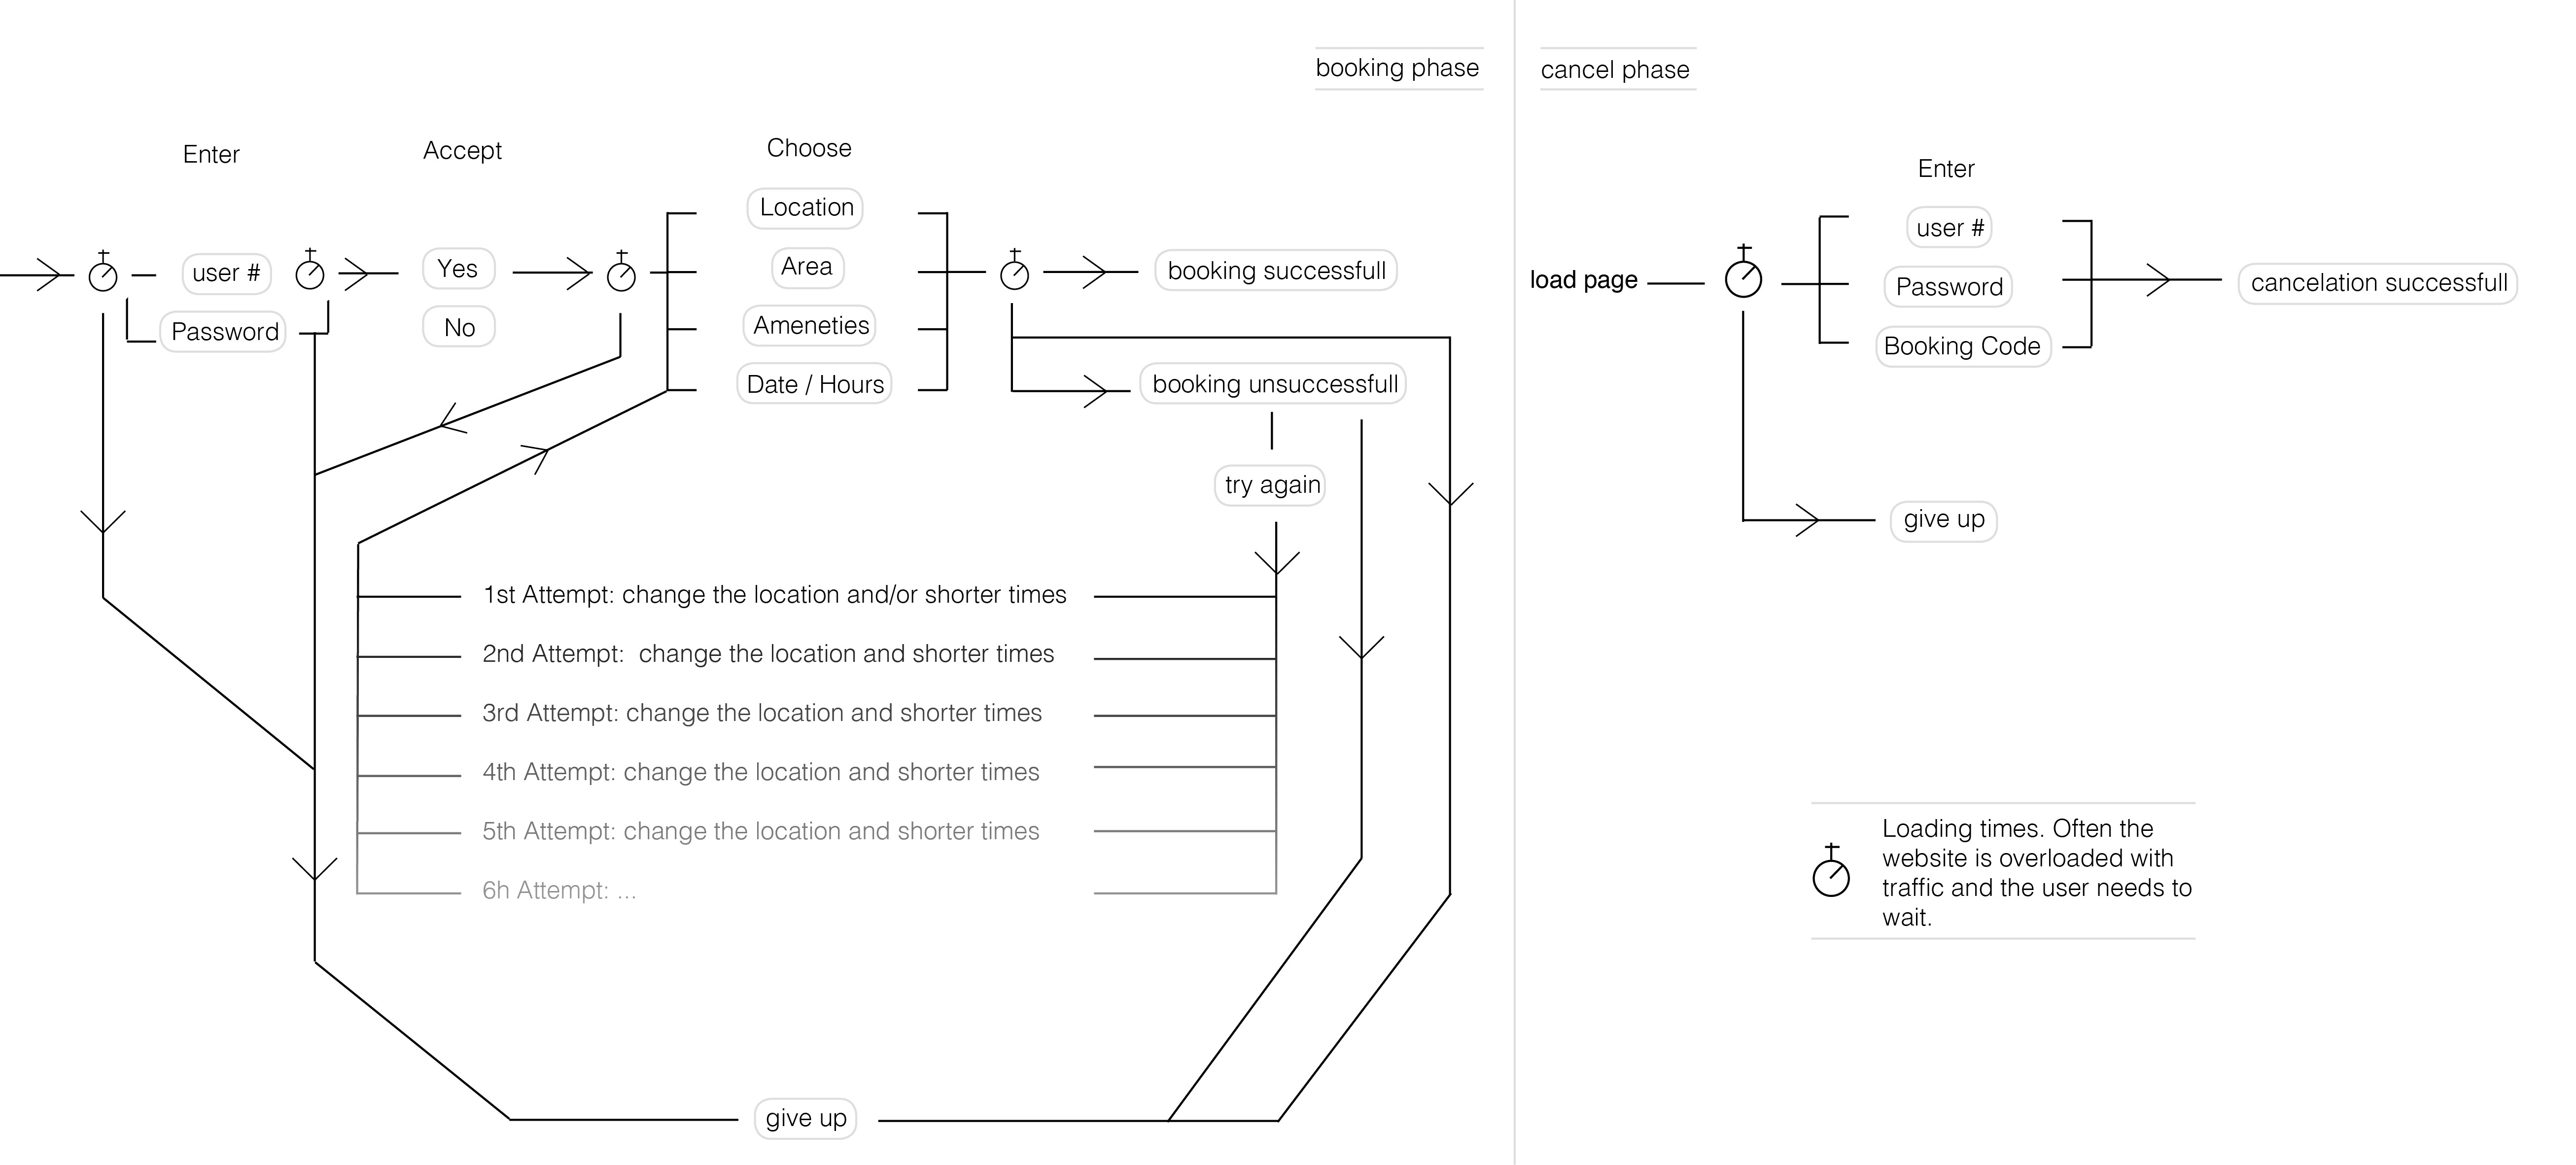 booking phase
cancel phase
Enter
Accept
Choose
user #
Password
Yes
No
Location
Area
Ameneties
Date / Hours
booking successfull
booking unsuccessfull
try again
1st Attempt: change the location and/or shorter times
2nd Attempt:  change the location and shorter times
3rd Attempt: change the location and shorter times
4th Attempt: change the location and shorter times
5th Attempt: change the location and shorter times
6h Attempt: ...
give up
Enter
load page
user #
Password
Booking Code
cancelation successfull
give up
Loading times. Often the
website is overloaded with
traffic and the user needs to
wait.